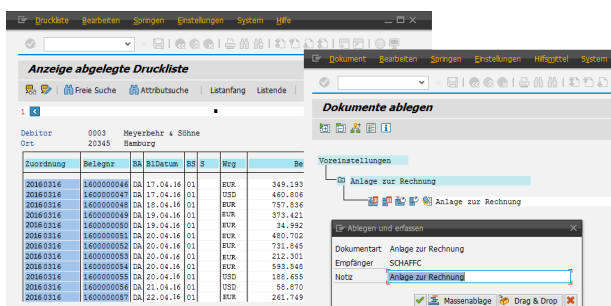 Druckliste Bearbeiten Springen Einstellungen System Hilfe
Anzeige abgelegte Druckliste
Freie Suche Attributsuche Listanfang Listende
1
Debitor 0003 Meyerbehr & Söhne
Ort 20345 Hamburg
Zuordnung Belegnr BA BlDatum BS S Wrg Be
20160316 1600000046 DA 17.04.16 01 EUR 349.193
20160316 1600000047 DA 17.04.16 01 USD 460.806
20160316 1600000048 DA 18.04.16 01 EUR 757.836
20160316 1600000049 DA 19.04.16 01 EUR 373.421
20160316 1600000050 DA 19.04.16 01 EUR 34.992
20160316 1600000051 DA 20.04.16 01 EUR 480.702
20160316 1600000052 DA 20.04.16 01 EUR 731.845
20160316 1600000053 DA 20.04.16 01 EUR 212.301
20160316 1600000054 DA 20.04.16 01 EUR 593.548
20160316 1600000055 DA 20.04.16 01 USD 188.655
20160316 1600000056 DA 21.04.16 01 USD 58.870
20160316 1600000057 DA 22.04.16 01 EUR 261.749
Dokument Bearbeiten Springen Einstellungen Hilfsmittel System
Dokumente ablegen
Voreinstellungen
Anlage zur Rechnung
Anlage zur Rechnung
Ablegen und erfassen
Dokumentart Anlage zur Rechnung
Empfänger SCHAFFC
Notiz Anlage zur Rechnung
Massenablage Drag & Drop